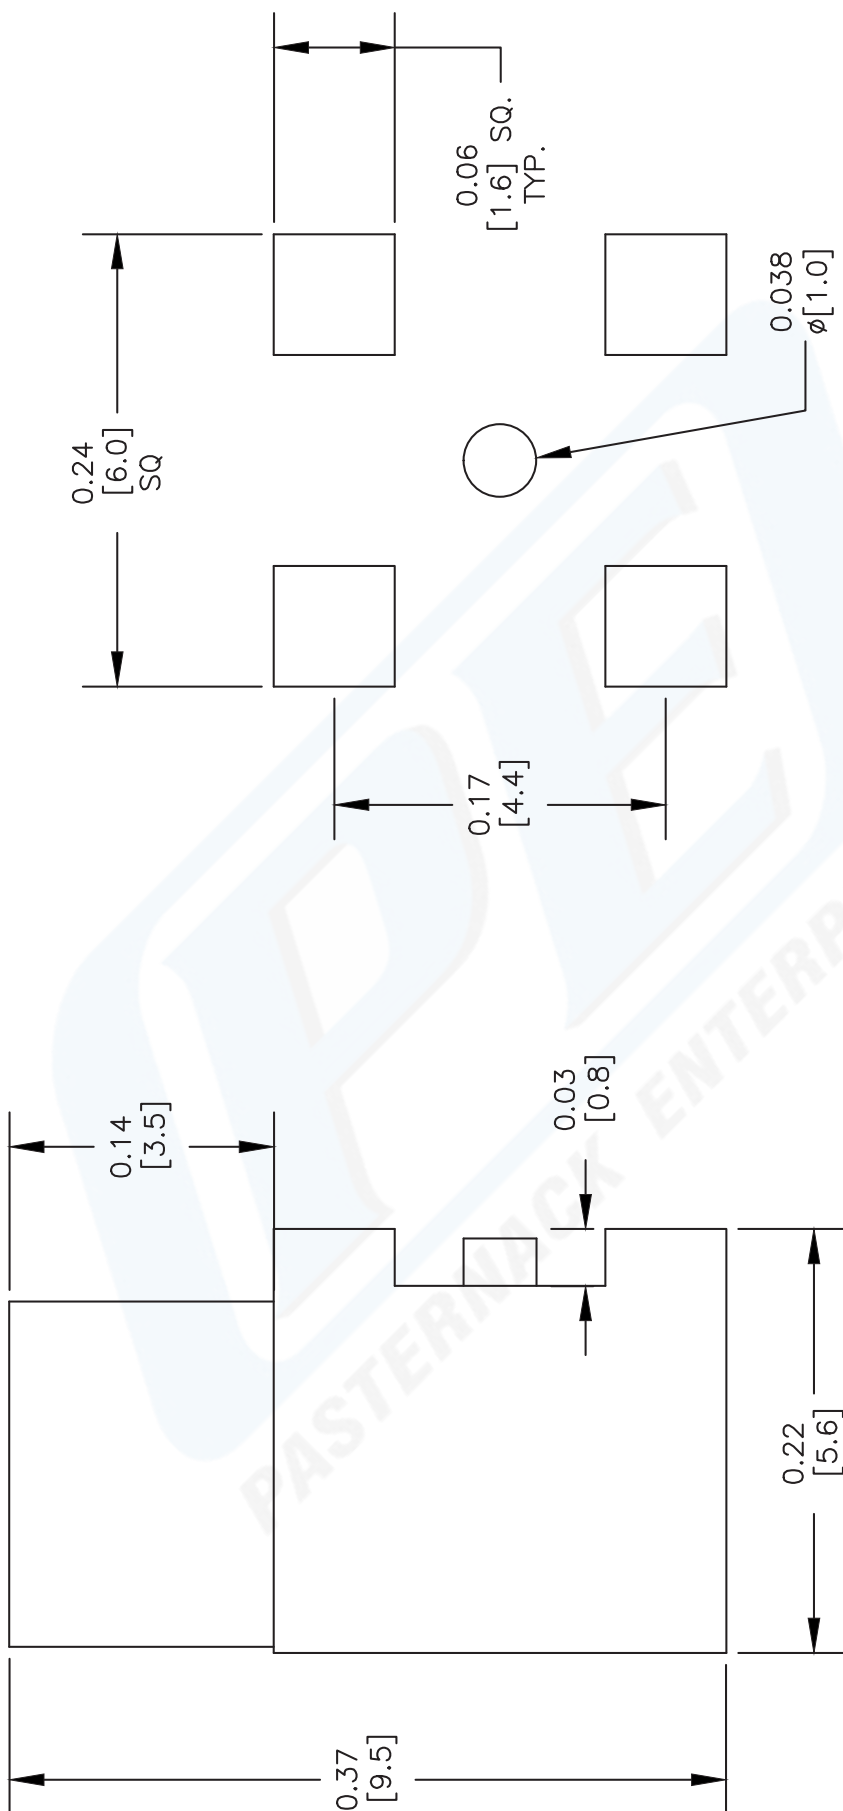 0.06
[1.6] SQ.
TYP.
0.24
[6.0]
SQ
0.038
ø[1.0]
0.17
[4.4]
0.14
[3.5]
0.03
[0.8]
0.22
[5.6]
0.37
[9.5]
PE
PASTERNACK ENTERP